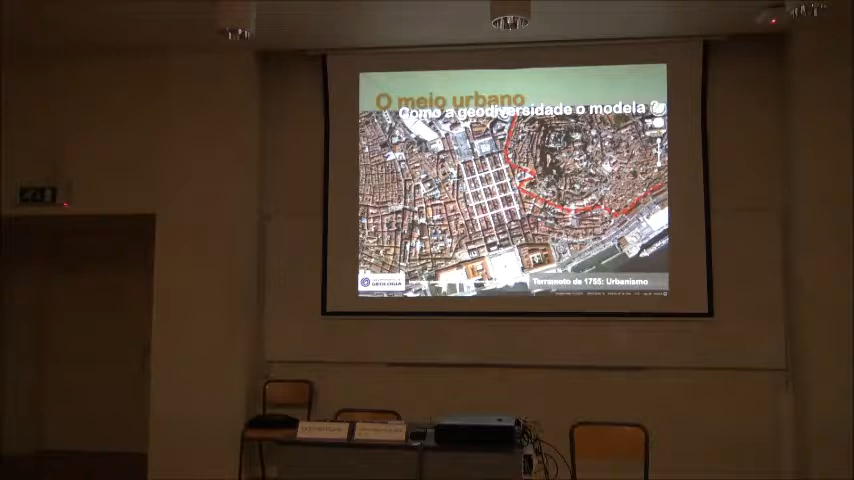 O meio urbano
Como a geodiversidade o modela ?
GEOLOGIA
Terramoto de 1755: Urbanismo